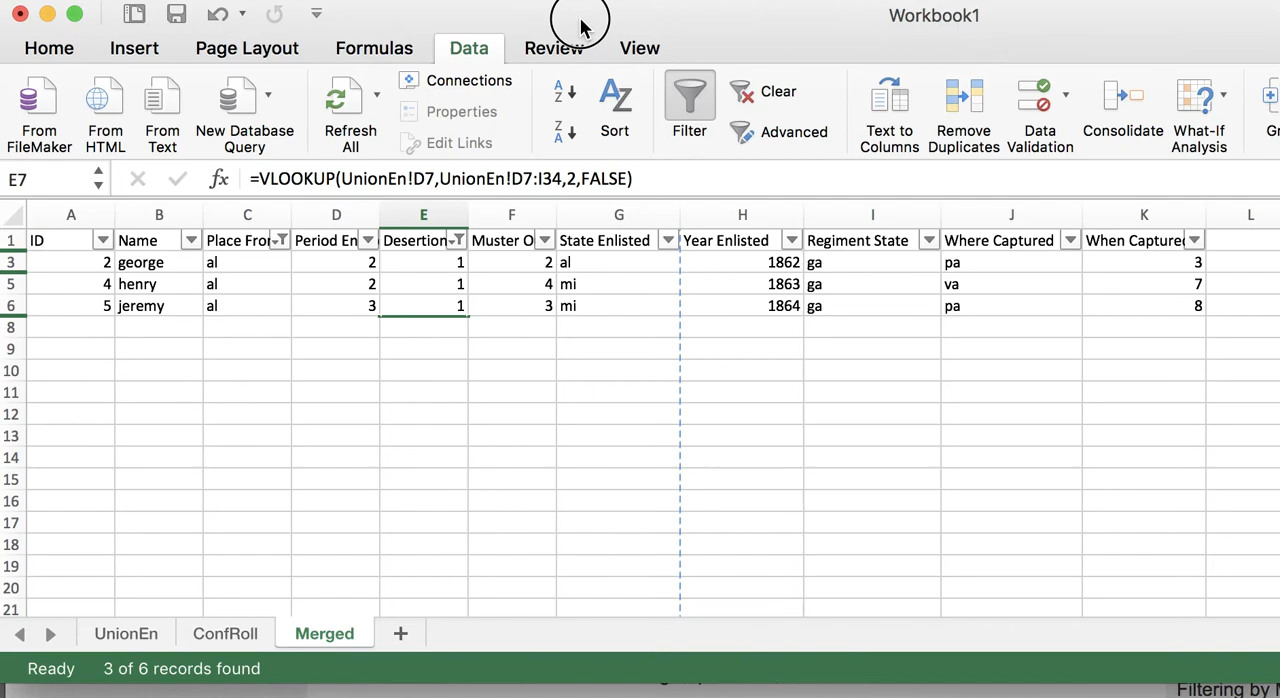 Workbook1
Home Insert Page Layout Formulas Data Review View
From FileMaker
From HTML
From Text
New Database Query
Refresh All
Connections
Properties
Edit Links
A Z
Z A
AZ Sort
Filter
Clear
Advanced
Text to Columns
Remove Duplicates
Data Validation
Consolidate
What-If Analysis
Gr
E7 fx =VLOOKUP(UnionEn!D7,UnionEn!D7:I34,2,FALSE)
A B C D E F G H I J K L
1 ID Name Place Fro Period En Desertion Muster O State Enlisted Year Enlisted Regiment State Where Captured When Capture
3 2 george al 2 1 2 al 1862 ga pa 3
5 4 henry al 2 1 4 mi 1863 ga va 7
6 5 jeremy al 3 1 3 mi 1864 ga pa 8
8
9
10
11
12
13
14
15
16
17
18
19
20
21
UnionEn ConfRoll Merged +
Ready 3 of 6 records found
Filtering by